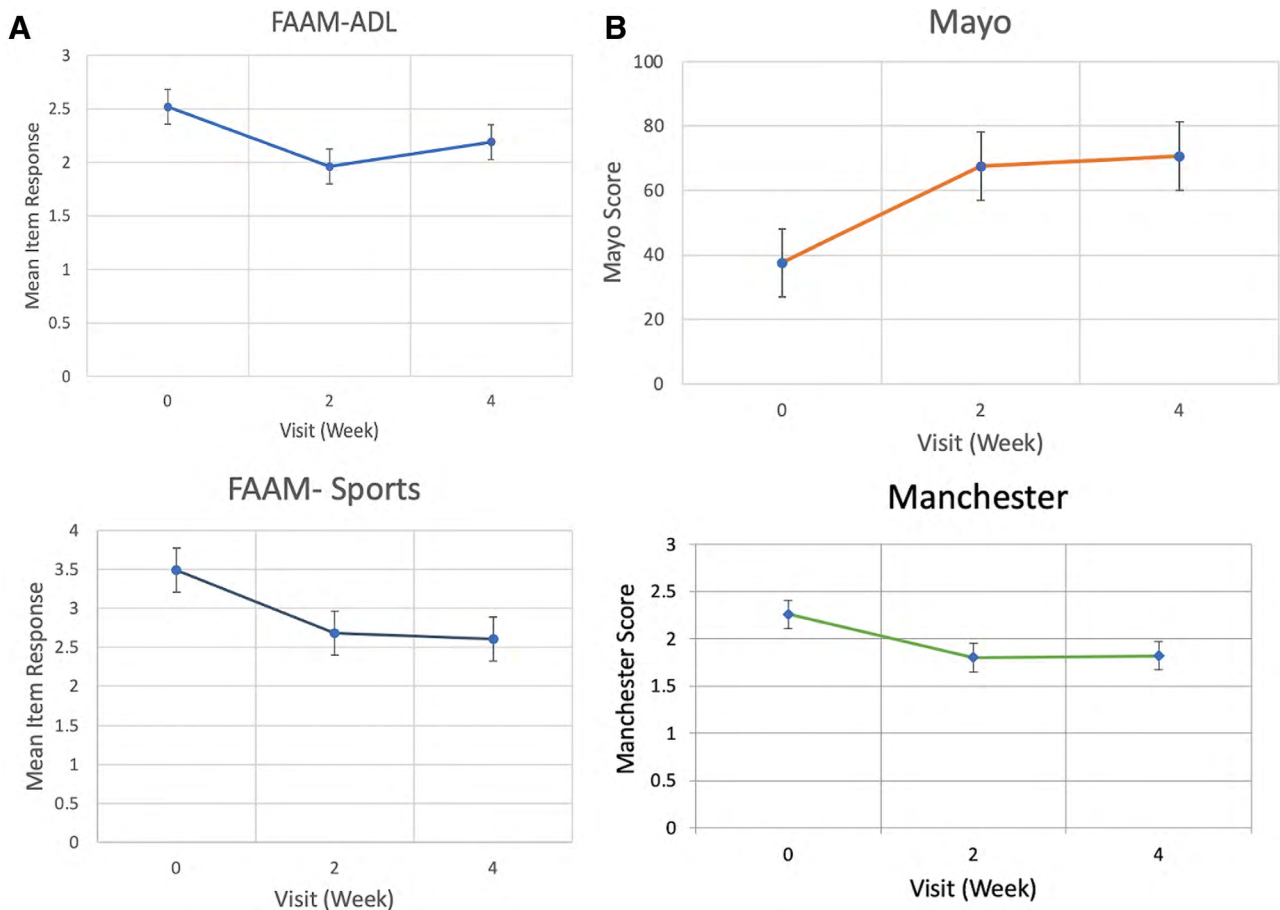 A
FAAM-ADL
Mean Item Response
3
2.5
2
1.5
1
0.5
0
0 2 4
Visit (Week)
B
Mayo
Mayo Score
100
80
60
40
20
0
0 2 4
Visit (Week)
FAAM- Sports
Mean Item Response
4
3.5
3
2.5
2
1.5
1
0.5
0
0 2 4
Visit (Week)
Manchester
Manchester Score
3
2.5
2
1.5
1
0.5
0
0 2 4
Visit (Week)